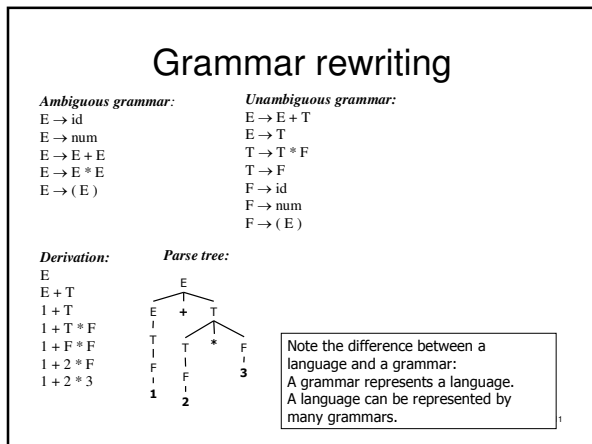 Grammar rewriting
Ambiguous grammar:
E → id
E → num
E → E + E
E → E * E
E → ( E )
Unambiguous grammar:
E → E + T
E → T
T → T * F
T → F
F → id
F → num
F → ( E )
Derivation:
E
E + T
1 + T
1 + T * F
1 + F * F
1 + 2 * F
1 + 2 * 3
Parse tree:
E
E + T
T T * F
F F 3
1 2
Note the difference between a
language and a grammar:
A grammar represents a language.
A language can be represented by
many grammars.
1